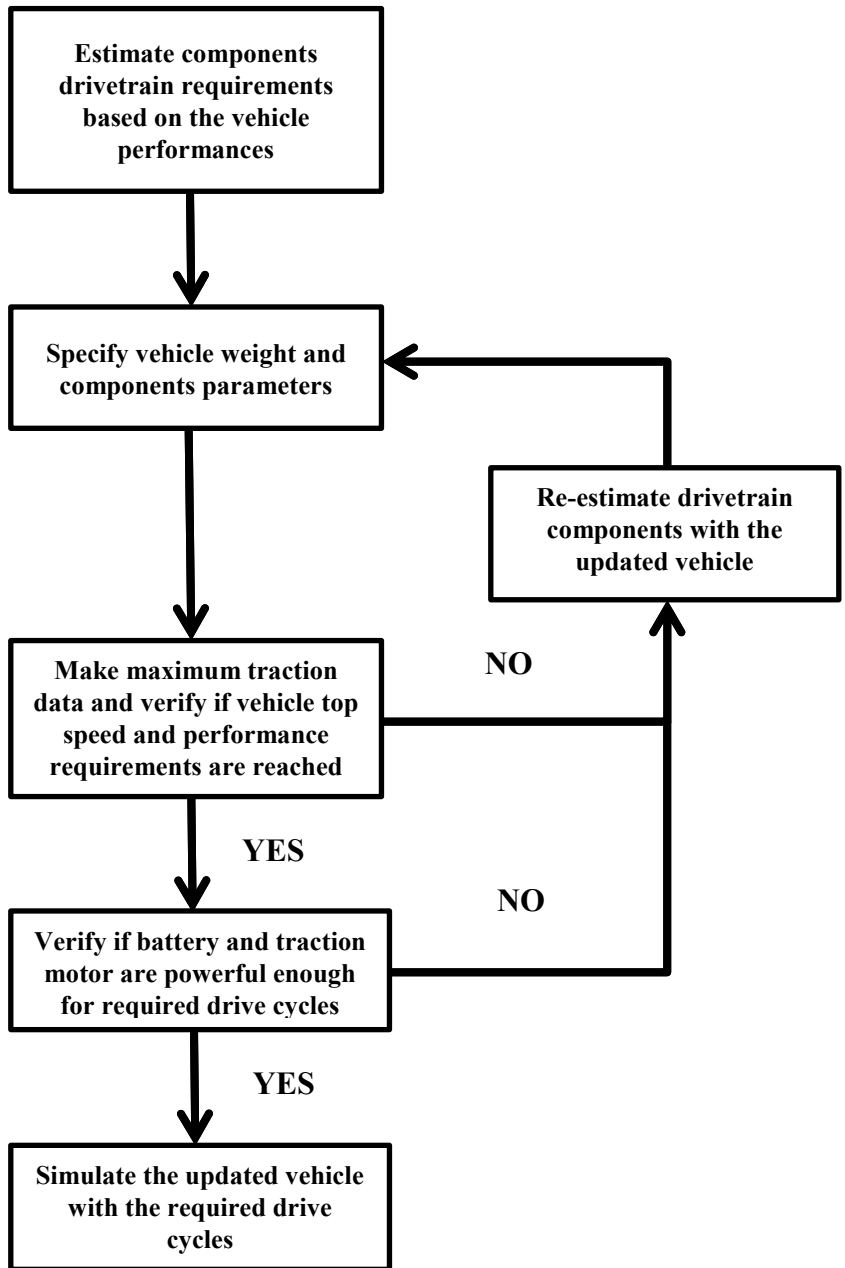 Estimate components
drivetrain requirements
based on the vehicle
performances
Specify vehicle weight and
components parameters
Re-estimate drivetrain
components with the
updated vehicle
Make maximum traction
data and verify if vehicle top
speed and performance
requirements are reached
NO
YES
Verify if battery and traction
motor are powerful enough
for required drive cycles
NO
YES
Simulate the updated vehicle
with the required drive
cycles